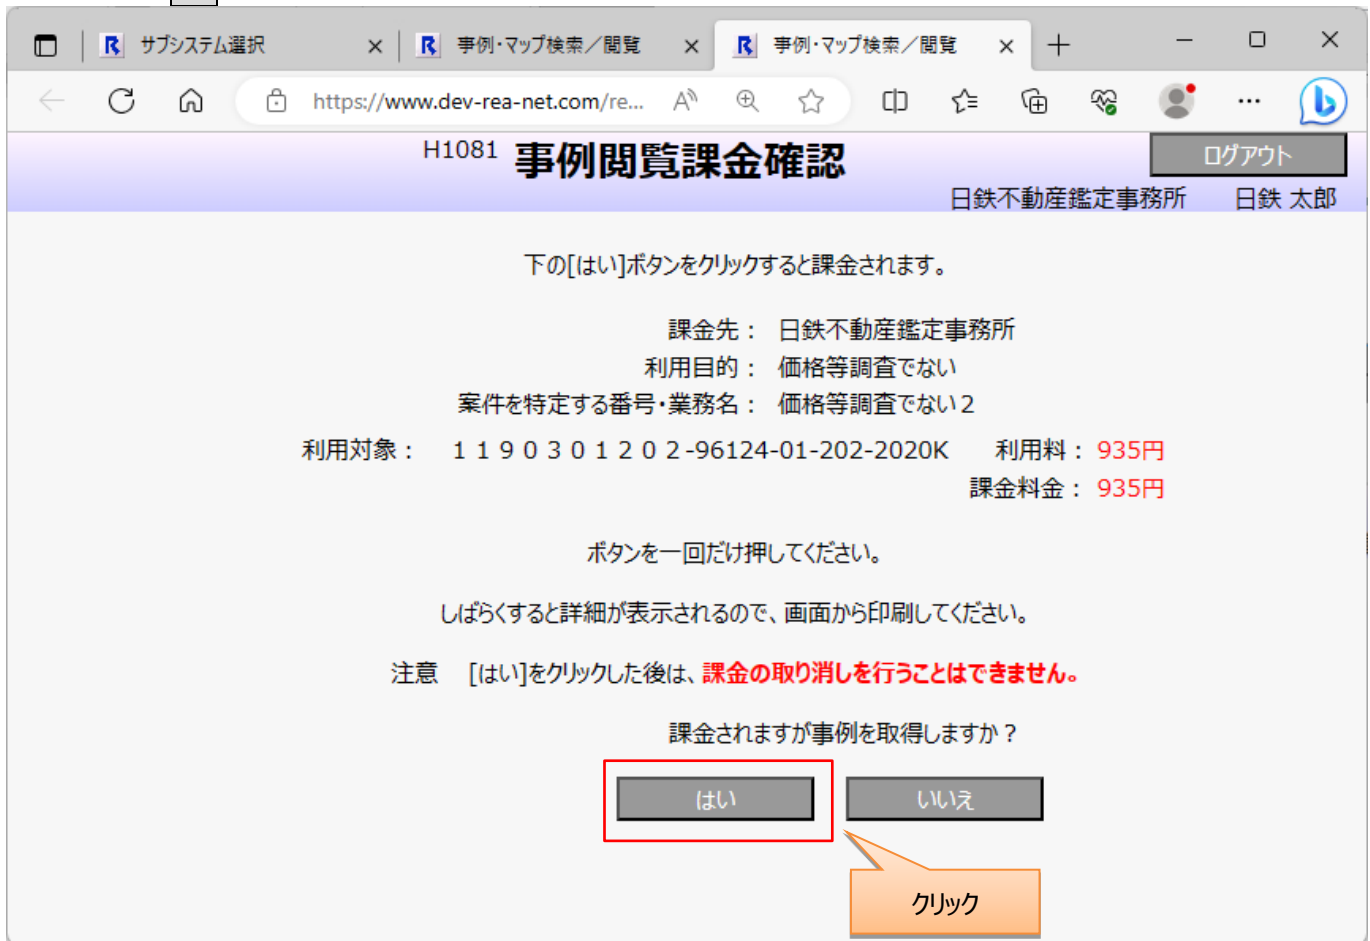 サブシステム選択
事例・マップ検索／閲覧
事例・マップ検索／閲覧
https://www.dev-rea-net.com/re...
H1081 事例閲覧課金確認
ログアウト
日鉄不動産鑑定事務所 日鉄 太郎
下の[はい]ボタンをクリックすると課金されます。
課金先： 日鉄不動産鑑定事務所
利用目的： 価格等調査でない
案件を特定する番号・業務名： 価格等調査でない２
利用対象： １１９０３０１２０２-96124-01-202-2020K 利用料： 935円
課金料金： 935円
ボタンを一回だけ押してください。
しばらくすると詳細が表示されるので、画面から印刷してください。
注意 [はい]をクリックした後は、課金の取り消しを行うことはできません。
課金されますが事例を取得しますか？
はい いいえ
クリック